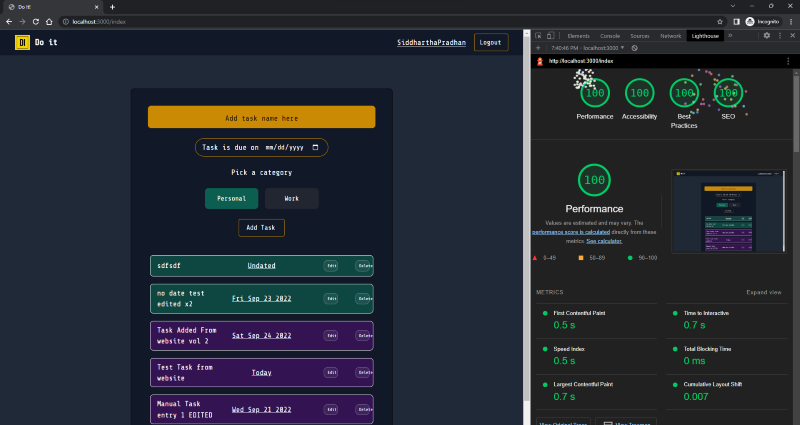 Do it
localhost:3000/index
Incognito
DI Do it
SiddharthaPradhan
Logout
Add task name here
Task is due on mm/dd/yyyy
Pick a category
Personal
Work
Add Task
sdfsdf
Undated
Edit
Delete
no date test
edited x2
Fri Sep 23 2022
Edit
Delete
Task Added From
website vol 2
Sat Sep 24 2022
Edit
Delete
Test Task from
website
Today
Edit
Delete
Manual Task
entry 1 EDITED
Wed Sep 21 2022
Edit
Delete
Elements
Console
Sources
Network
Lighthouse
7:40:46 PM - localhost:3000
http://localhost:3000/index
100
100
100
100
Performance
Accessibility
Best
Practices
SEO
100
Performance
Values are estimated and may vary. The
performance score is calculated directly from these
metrics. See calculator.
0–49
50–89
90–100
METRICS
Expand view
First Contentful Paint
0.5 s
Time to Interactive
0.7 s
Speed Index
0.5 s
Total Blocking Time
0 ms
Largest Contentful Paint
0.7 s
Cumulative Layout Shift
0.007
View Original Trace
View Treemap